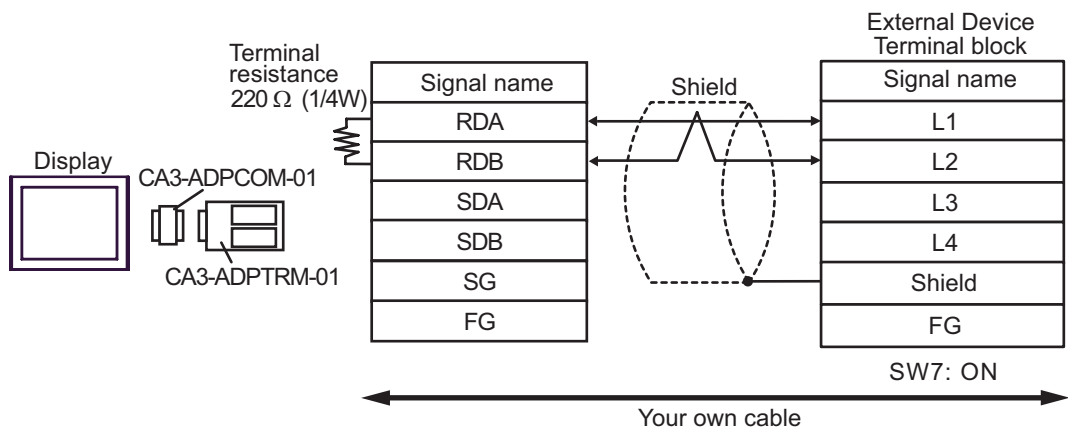 External Device
Terminal block
Terminal
resistance
220 Ω (1/4W)
Signal name
RDA
RDB
SDA
SDB
SG
FG
Shield
Signal name
L1
L2
L3
L4
Shield
FG
Display
CA3-ADPCOM-01
CA3-ADPTRM-01
SW7: ON
Your own cable